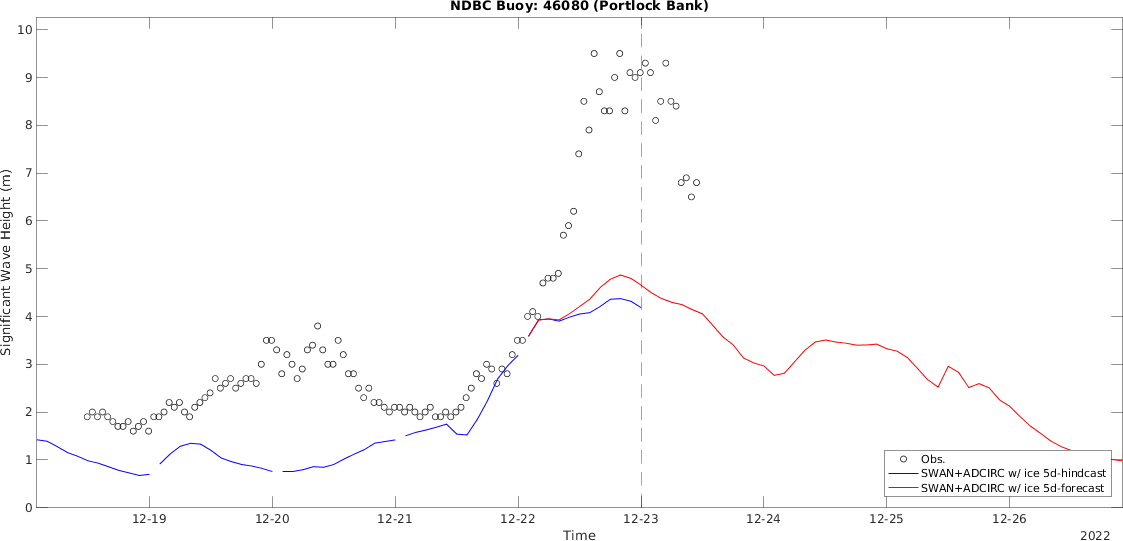 NDBC Buoy: 46080 (Portlock Bank)
Significant Wave Height (m)
10
9
8
7
6
5
4
3
2
1
0
Obs.
SWAN+ADCIRC w/ ice 5d-hindcast
SWAN+ADCIRC w/ ice 5d-forecast
12-19 12-20 12-21 12-22 12-23 12-24 12-25 12-26
Time
2022